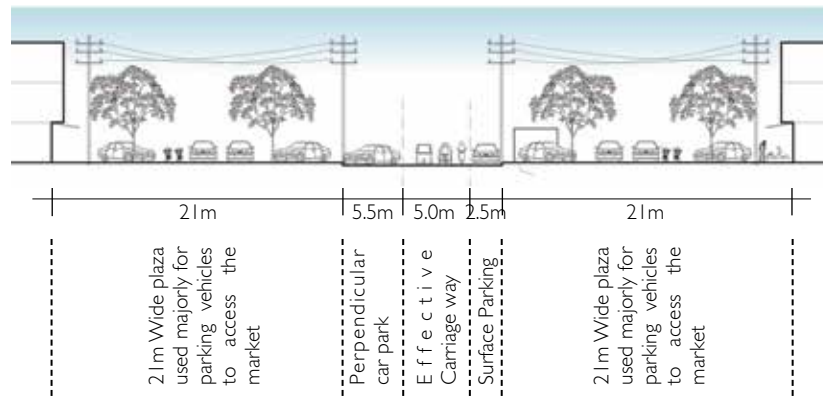 21m
5.5m
5.0m
2.5m
21m
21m Wide plaza
used majorly for
parking vehicles
to access the
market
Perpendicular
car park
Effective
Carriage way
Surface Parking
21m Wide plaza
used majorly for
parking vehicles
to access the
market